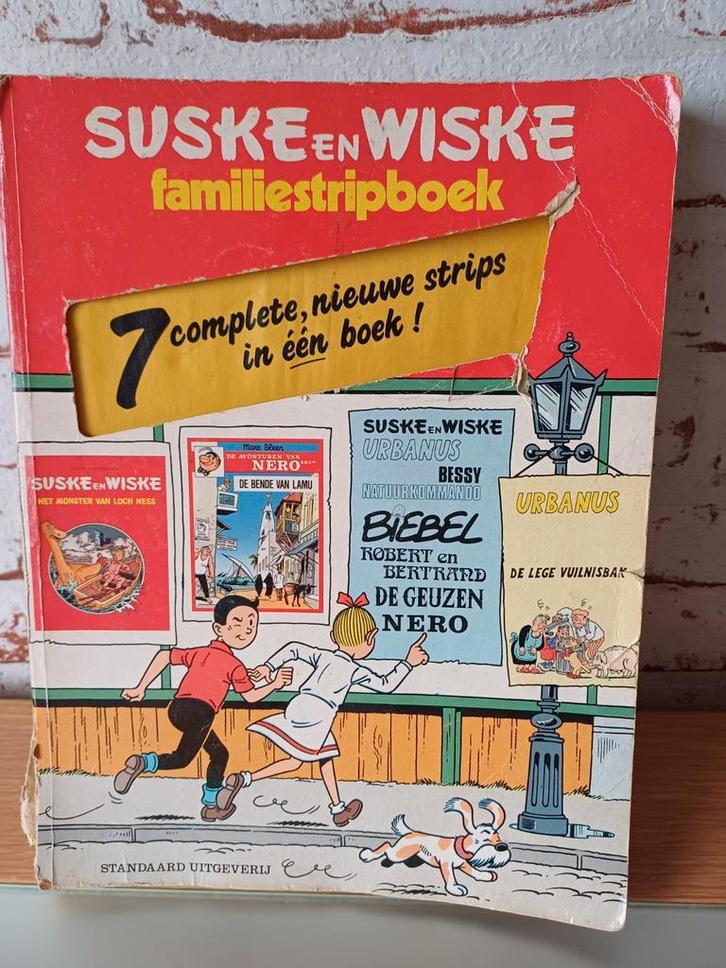 SUSKE EN WISKE
familiestripboek
7 complete, nieuwe strips
in één boek!
SUSKE EN WISKE
HET MONSTER VAN LOCH NESS
Marc Sleen
DE AVONTUREN VAN
NERO
DE BENDE VAN LAMU
SUSKE EN WISKE
URBANUS
BESSY
NATUURKOMMANDO
BIEBEL
ROBERT en
BERTRAND
DE GEUZEN
NERO
URBANUS
DE LEGE VUILNISBAK
STANDAARD UITGEVERIJ